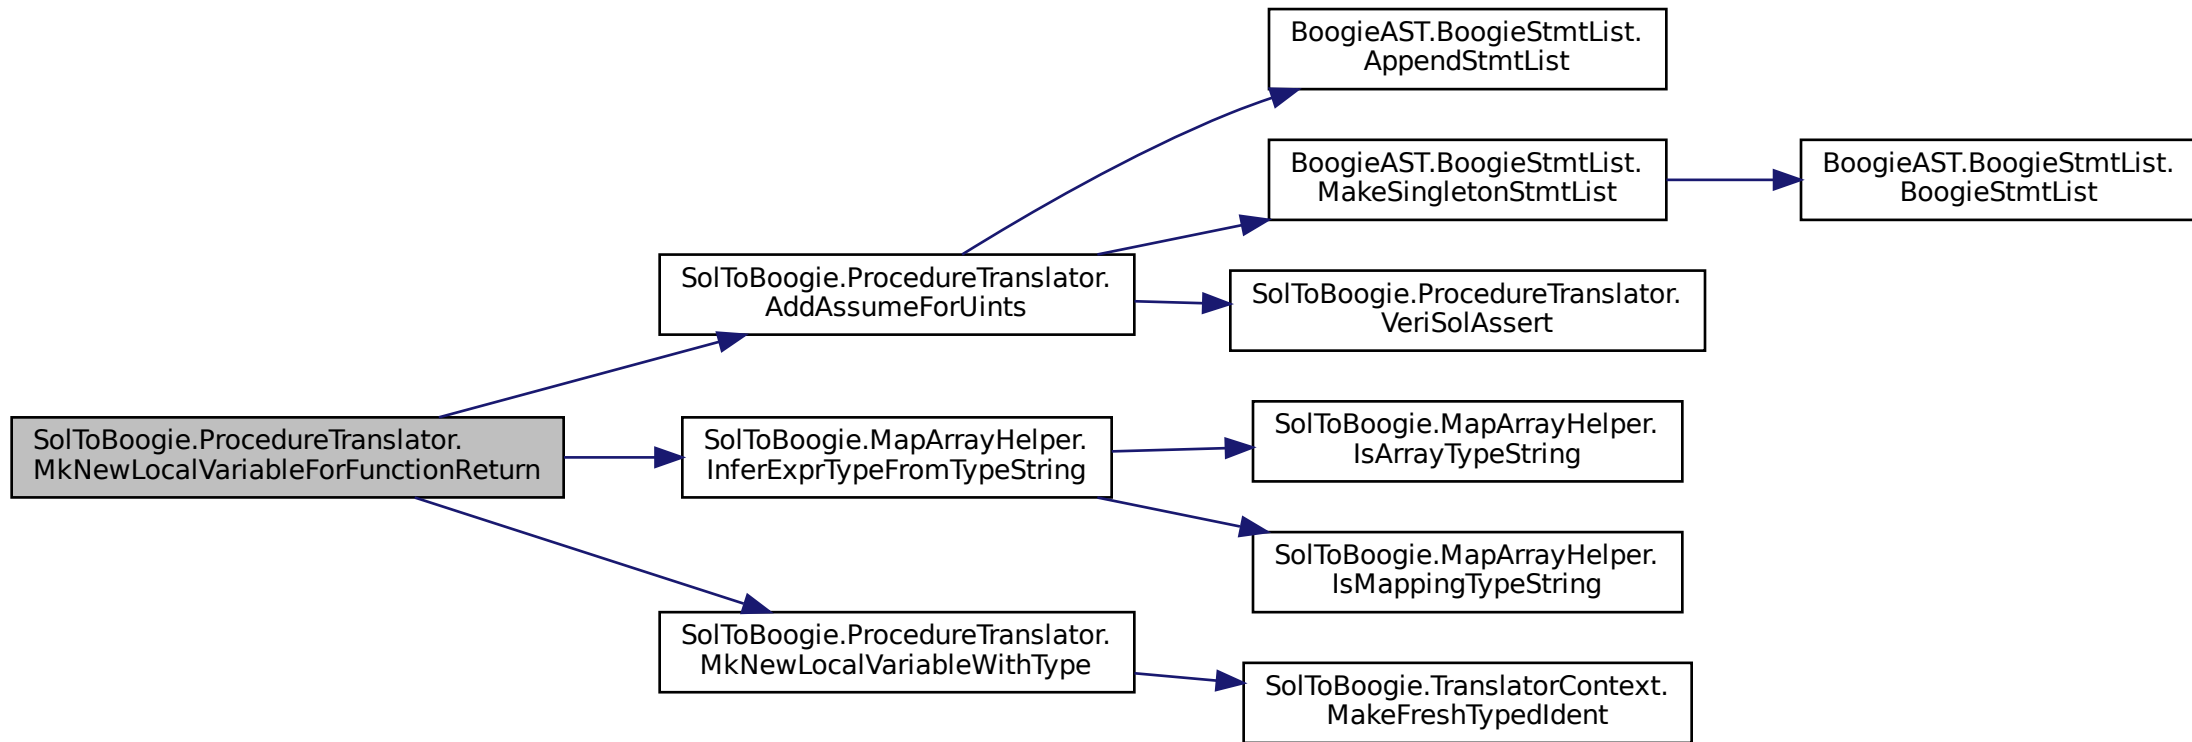 BoogieAST.BoogieStmtList.
AppendStmtList
BoogieAST.BoogieStmtList.
MakeSingletonStmtList
BoogieAST.BoogieStmtList.
BoogieStmtList
SolToBoogie.ProcedureTranslator.
AddAssumeForUints
SolToBoogie.ProcedureTranslator.
VeriSolAssert
SolToBoogie.ProcedureTranslator.
MkNewLocalVariableForFunctionReturn
SolToBoogie.MapArrayHelper.
InferExprTypeFromTypeString
SolToBoogie.MapArrayHelper.
IsArrayTypeString
SolToBoogie.MapArrayHelper.
IsMappingTypeString
SolToBoogie.ProcedureTranslator.
MkNewLocalVariableWithType
SolToBoogie.TranslatorContext.
MakeFreshTypedIdent